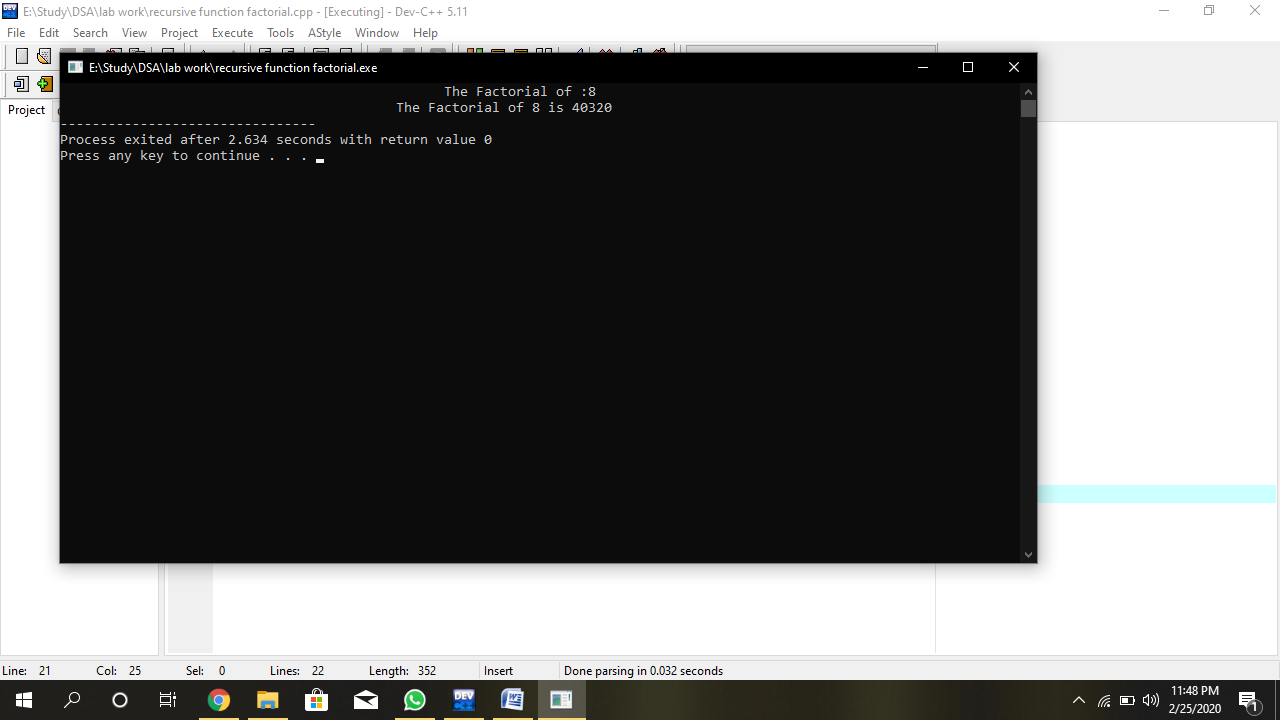 E:\Study\DSA\lab work\recursive function factorial.cpp - [Executing] - Dev-C++ 5.11
File Edit Search View Project Execute Tools AStyle Window Help
E:\Study\DSA\lab work\recursive function factorial.exe
Project
The Factorial of :8
The Factorial of 8 is 40320
--------------------------------
Process exited after 2.634 seconds with return value 0
Press any key to continue . . .
Line: 21 Col: 25 Sel: 0 Lines: 22 Length: 352 Insert Done parsing in 0.032 seconds
DEV
W
11:48 PM
2/25/2020
1